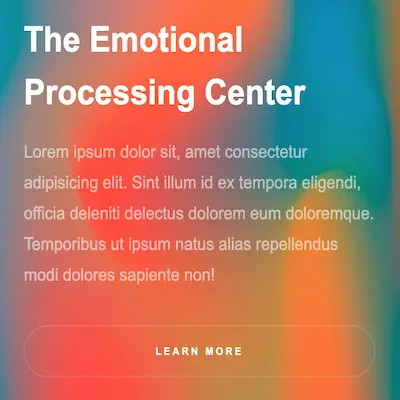 The Emotional
Processing Center
Lorem ipsum dolor sit, amet consectetur
adipisicing elit. Sint illum id ex tempora eligendi,
officia deleniti delectus dolorem eum doloremque.
Temporibus ut ipsum natus alias repellendus
modi dolores sapiente non!
LEARN MORE